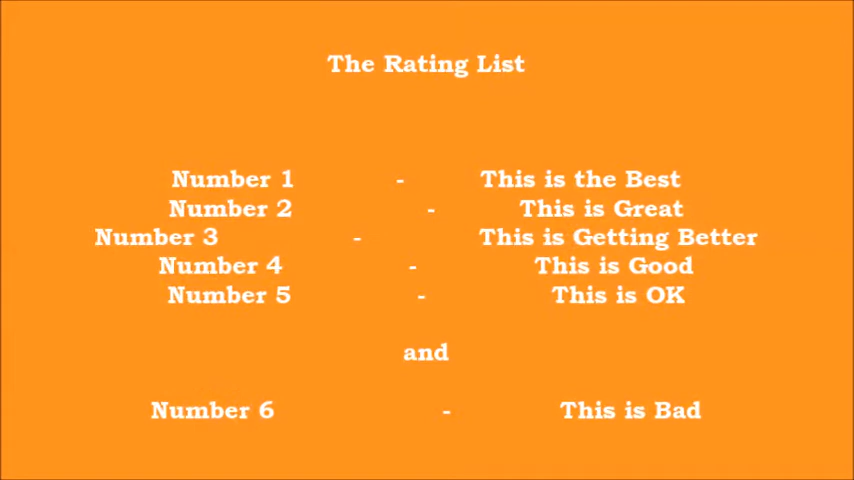 The Rating List
Number 1 - This is the Best
Number 2 - This is Great
Number 3 - This is Getting Better
Number 4 - This is Good
Number 5 - This is OK
and
Number 6 - This is Bad